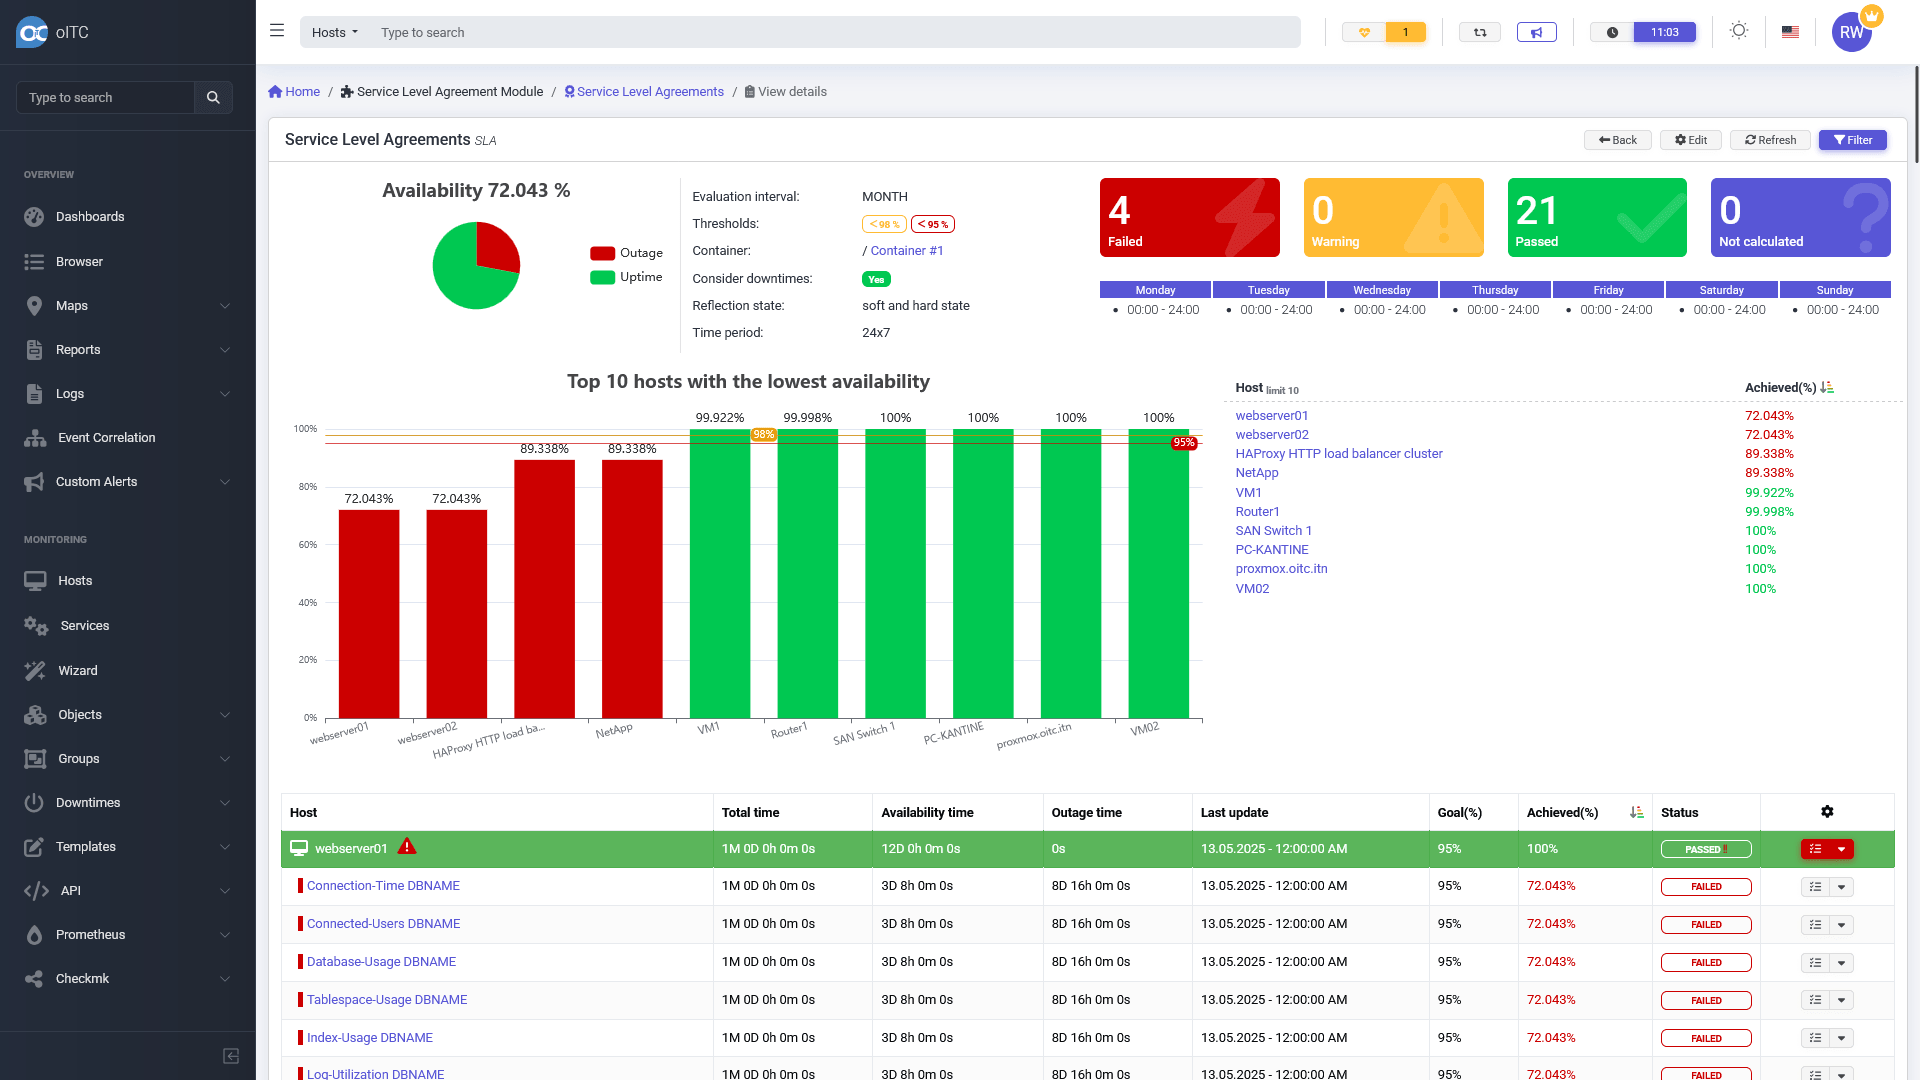 oITC
Hosts
Type to search
1
11:03
RW
Type to search
Home / Service Level Agreement Module / Service Level Agreements / View details
Service Level Agreements SLA
Back
Edit
Refresh
Filter
OVERVIEW
Dashboards
Browser
Maps
Reports
Logs
Event Correlation
Custom Alerts
MONITORING
Hosts
Services
Wizard
Objects
Groups
Downtimes
Templates
API
Prometheus
Checkmk
Availability 72.043 %
Outage
Uptime
Evaluation interval: MONTH
Thresholds: <98 % <95 %
Container: / Container #1
Consider downtimes: Yes
Reflection state: soft and hard state
Time period: 24x7
4
Failed
0
Warning
21
Passed
0
Not calculated
Monday Tuesday Wednesday Thursday Friday Saturday Sunday
• 00:00 - 24:00 • 00:00 - 24:00 • 00:00 - 24:00 • 00:00 - 24:00 • 00:00 - 24:00 • 00:00 - 24:00 • 00:00 - 24:00
Top 10 hosts with the lowest availability
99.922% 99.998% 100% 100% 100% 100%
100%
98%
95%
89.338% 89.338%
80%
72.043% 72.043%
60%
40%
20%
0%
webserver01 webserver02 HAProxy HTTP load ba... NetApp VM1 Router1 SAN Switch 1 PC-KANTINE proxmox.oitc.itn VM02
Host limit 10 Achieved(%)
webserver01 72.043%
webserver02 72.043%
HAProxy HTTP load balancer cluster 89.338%
NetApp 89.338%
VM1 99.922%
Router1 99.998%
SAN Switch 1 100%
PC-KANTINE 100%
proxmox.oitc.itn 100%
VM02 100%
Host Total time Availability time Outage time Last update Goal(%) Achieved(%) Status
webserver01 1M 0D 0h 0m 0s 12D 0h 0m 0s 0s 13.05.2025 - 12:00:00 AM 95% 100% PASSED !!
Connection-Time DBNAME 1M 0D 0h 0m 0s 3D 8h 0m 0s 8D 16h 0m 0s 13.05.2025 - 12:00:00 AM 95% 72.043% FAILED
Connected-Users DBNAME 1M 0D 0h 0m 0s 3D 8h 0m 0s 8D 16h 0m 0s 13.05.2025 - 12:00:00 AM 95% 72.043% FAILED
Database-Usage DBNAME 1M 0D 0h 0m 0s 3D 8h 0m 0s 8D 16h 0m 0s 13.05.2025 - 12:00:00 AM 95% 72.043% FAILED
Tablespace-Usage DBNAME 1M 0D 0h 0m 0s 3D 8h 0m 0s 8D 16h 0m 0s 13.05.2025 - 12:00:00 AM 95% 72.043% FAILED
Index-Usage DBNAME 1M 0D 0h 0m 0s 3D 8h 0m 0s 8D 16h 0m 0s 13.05.2025 - 12:00:00 AM 95% 72.043% FAILED
Log-Utilization DBNAME 1M 0D 0h 0m 0s 3D 8h 0m 0s 8D 16h 0m 0s 13.05.2025 - 12:00:00 AM 95% 72.043% FAILED